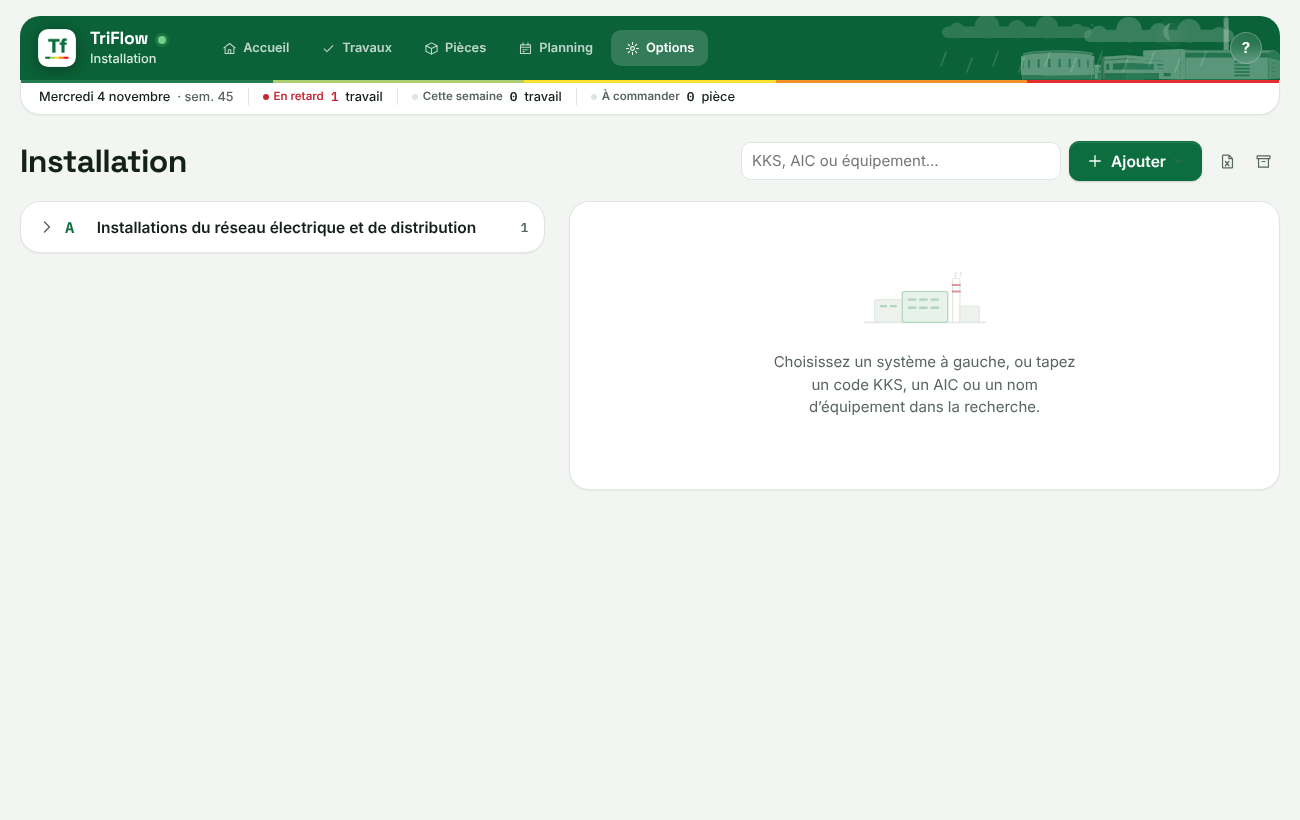 Tf
TriFlow
Installation
Accueil
Travaux
Pièces
Planning
Options
?
Mercredi 4 novembre · sem. 45
En retard 1 travail
Cette semaine 0 travail
À commander 0 pièce
Installation
KKS, AIC ou équipement...
Ajouter
A Installations du réseau électrique et de distribution 1
Choisissez un système à gauche, ou tapez
un code KKS, un AIC ou un nom
d’équipement dans la recherche.